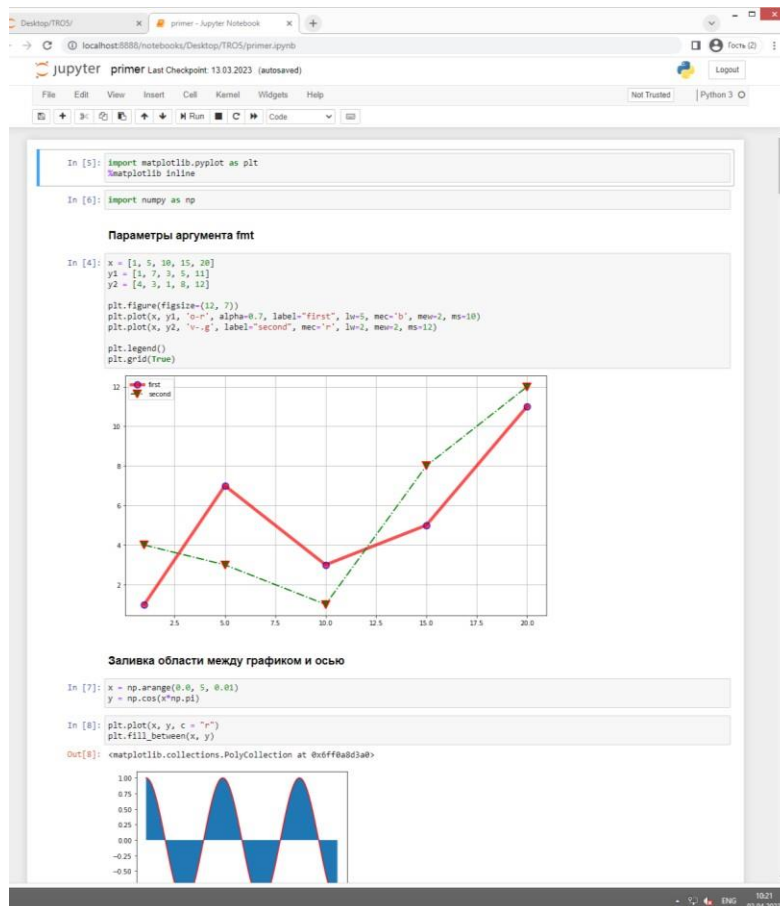 Desktop/TRO5/
primer - Jupyter Notebook
localhost:8888/notebooks/Desktop/TRO5/primer.ipynb
Гость (2)
jupyter primer Last Checkpoint: 13.03.2023 (autosaved)
Logout
File Edit View Insert Cell Kernel Widgets Help
Not Trusted
Python 3
Run
Code
In [5]: import matplotlib.pyplot as plt
%matplotlib inline
In [6]: import numpy as np
Параметры аргумента fmt
In [4]: x = [1, 5, 10, 15, 20]
y1 = [1, 7, 3, 5, 11]
y2 = [4, 3, 1, 8, 12]
plt.figure(figsize=(12, 7))
plt.plot(x, y1, 'o-r', alpha=0.7, label="first", lw=5, mec='b', mew=2, ms=10)
plt.plot(x, y2, 'v-.g', label="second", mec='r', lw=2, mew=2, ms=12)
plt.legend()
plt.grid(True)
first
second
12
10
8
6
4
2
2.5 5.0 7.5 10.0 12.5 15.0 17.5 20.0
Заливка области между графиком и осью
In [7]: x = np.arange(0.0, 5, 0.01)
y = np.cos(x*np.pi)
In [8]: plt.plot(x, y, c = "r")
plt.fill_between(x, y)
Out[8]: <matplotlib.collections.PolyCollection at 0x6ff0a8d3a0>
1.00
0.75
0.50
0.25
0.00
−0.25
−0.50
ENG
10:21